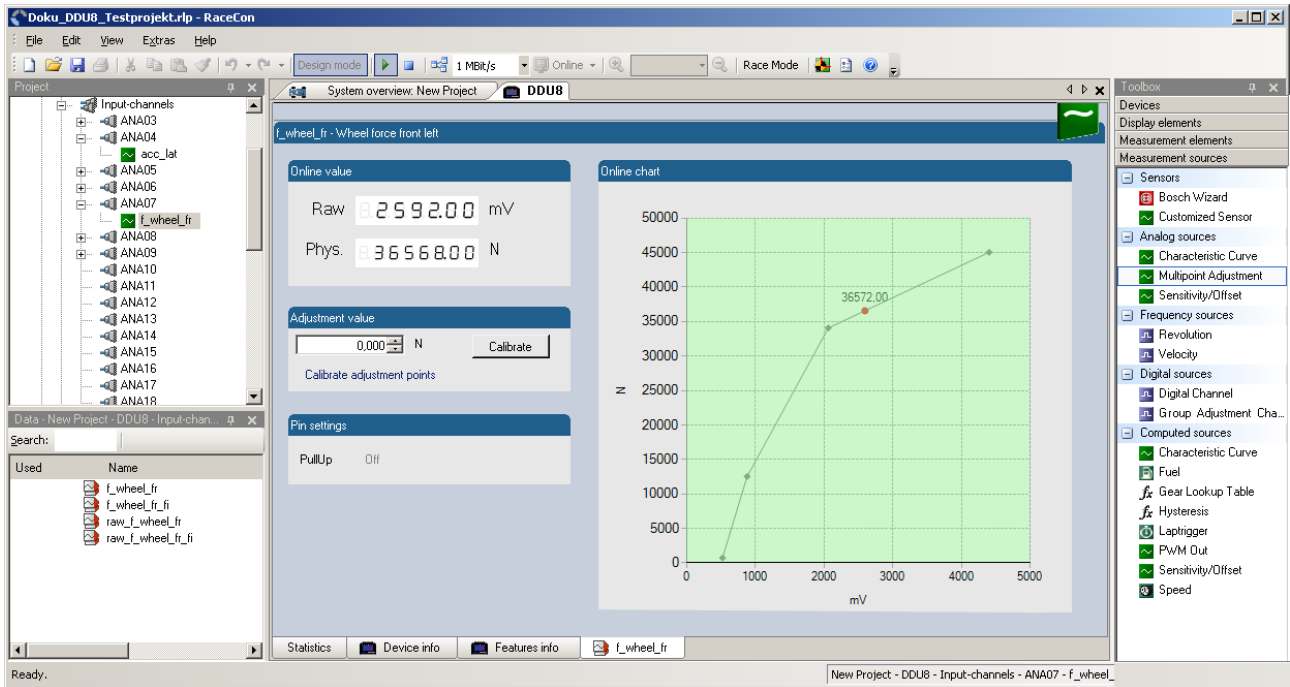 Doku_DDU8_Testprojekt.rlp - RaceCon
File Edit View Extras Help
Design mode 1 MBit/s Online Race Mode
Project
Input-channels
ANA03
ANA04
acc_lat
ANA05
ANA06
ANA07
f_wheel_fr
ANA08
ANA09
ANA10
ANA11
ANA12
ANA13
ANA14
ANA15
ANA16
ANA17
ANA18
Data - New Project - DDU8 - Input-chan...
Search:
Used Name
f_wheel_fr
f_wheel_fr_fi
raw_f_wheel_fr
raw_f_wheel_fr_fi
System overview: New Project DDU8
f_wheel_fr - Wheel force front left
Online value
Raw 2592.00 mV
Phys. 36568.00 N
Adjustment value
0,000 N Calibrate
Calibrate adjustment points
Pin settings
PullUp Off
Online chart
50000
45000
40000
35000
30000
25000
20000
15000
10000
5000
0
N
36572,00
0 1000 2000 3000 4000 5000
mV
Statistics Device info Features info f_wheel_fr
Toolbox
Devices
Display elements
Measurement elements
Measurement sources
Sensors
Bosch Wizard
Customized Sensor
Analog sources
Characteristic Curve
Multipoint Adjustment
Sensitivity/Offset
Frequency sources
Revolution
Velocity
Digital sources
Digital Channel
Group Adjustment Cha...
Computed sources
Characteristic Curve
Fuel
fx Gear Lookup Table
fx Hysteresis
Laptrigger
PWM Out
Sensitivity/Offset
Speed
Ready.
New Project - DDU8 - Input-channels - ANA07 - f_wheel_